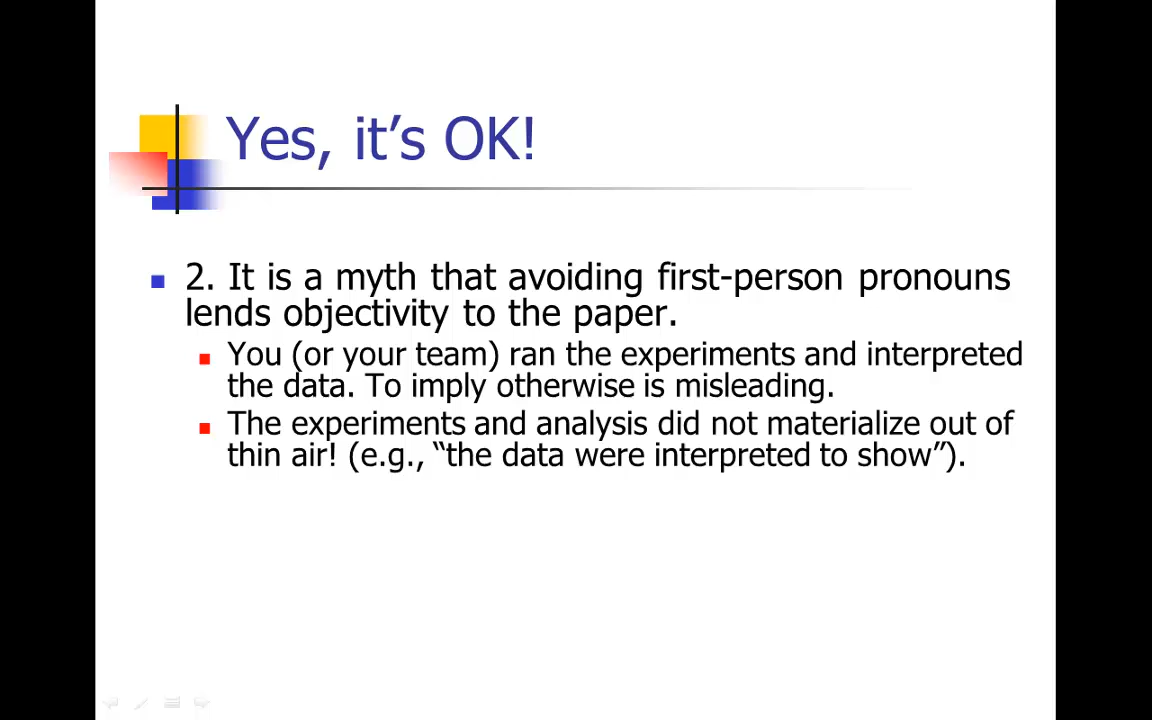 Yes, it’s OK!
2. It is a myth that avoiding first-person pronouns
lends objectivity to the paper.
You (or your team) ran the experiments and interpreted
the data. To imply otherwise is misleading.
The experiments and analysis did not materialize out of
thin air! (e.g., “the data were interpreted to show”).